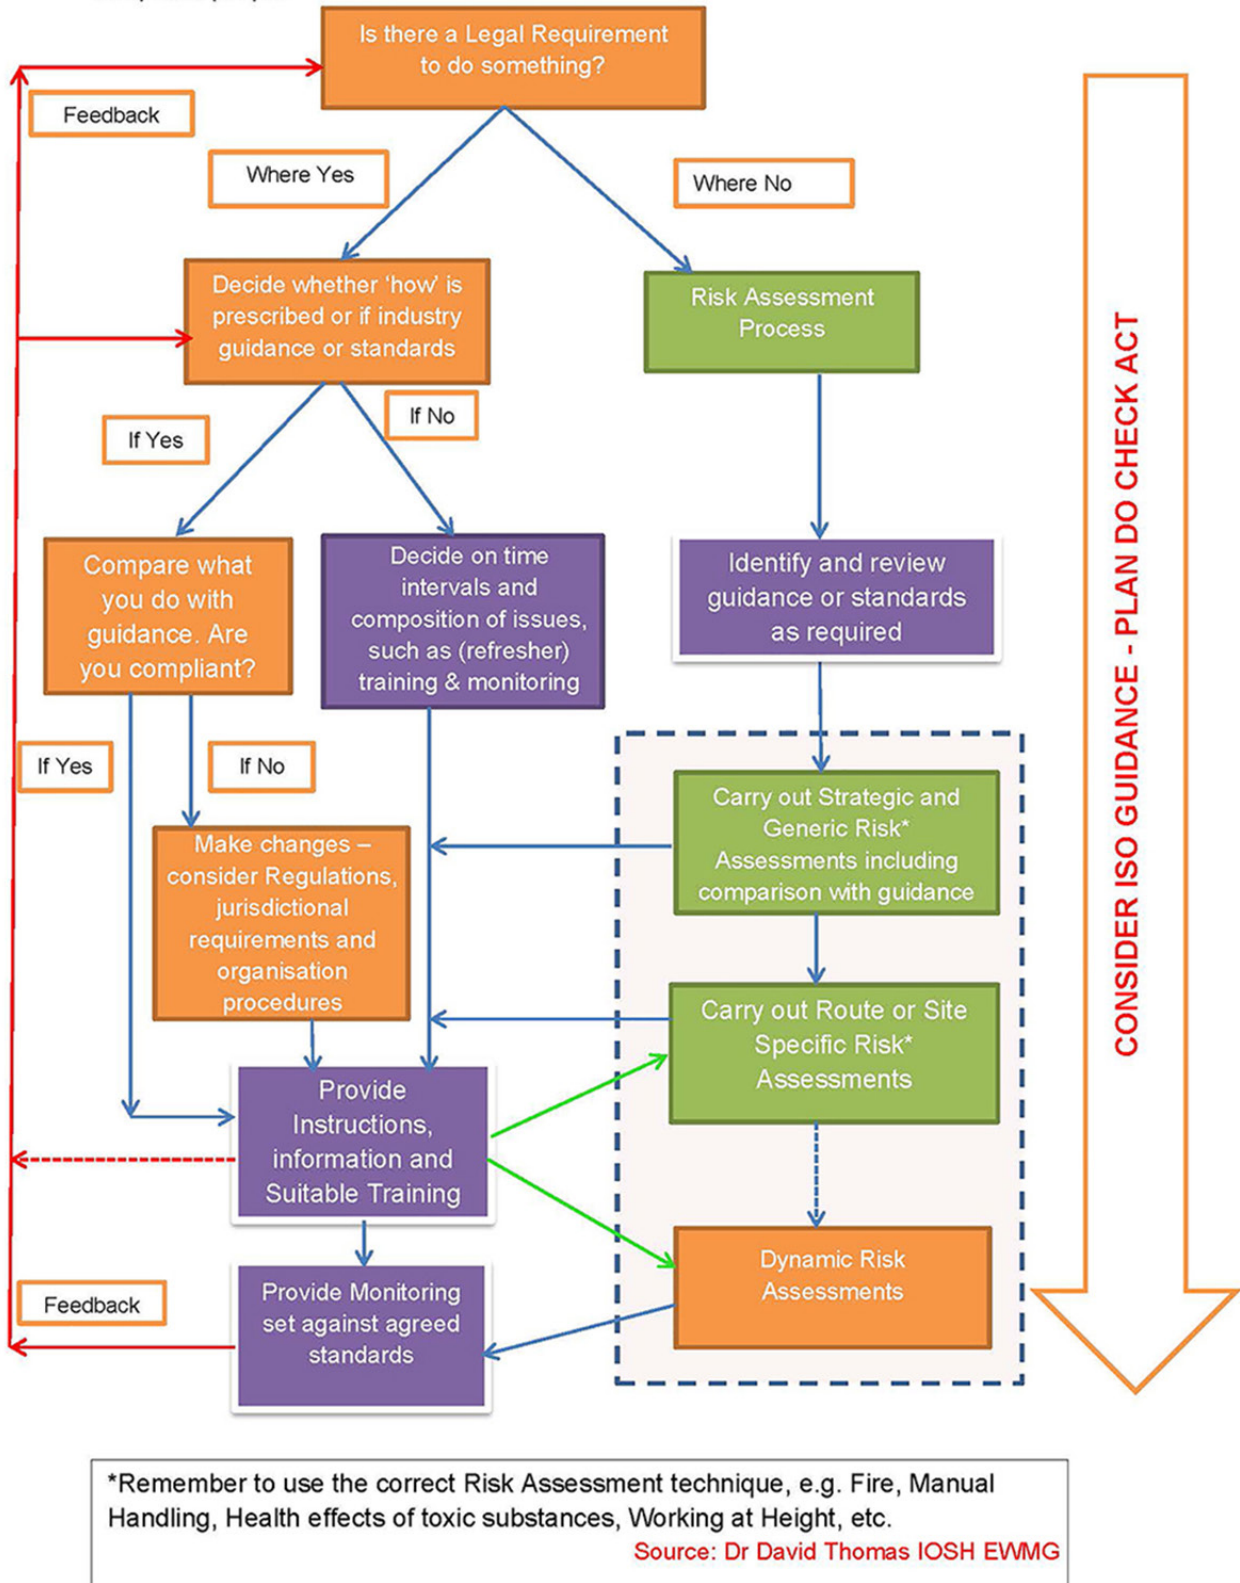 Is there a Legal Requirement
to do something?
Feedback
Where Yes
Where No
Decide whether ‘how’ is
prescribed or if industry
guidance or standards
Risk Assessment
Process
If Yes
If No
Compare what
you do with
guidance. Are
you compliant?
Decide on time
intervals and
composition of issues,
such as (refresher)
training & monitoring
Identify and review
guidance or standards
as required
If Yes
If No
Make changes –
consider Regulations,
jurisdictional
requirements and
organisation
procedures
Carry out Strategic and
Generic Risk*
Assessments including
comparison with guidance
Carry out Route or Site
Specific Risk*
Assessments
Provide
Instructions,
information and
Suitable Training
Dynamic Risk
Assessments
Feedback
Provide Monitoring
set against agreed
standards
CONSIDER ISO GUIDANCE - PLAN DO CHECK ACT
*Remember to use the correct Risk Assessment technique, e.g. Fire, Manual
Handling, Health effects of toxic substances, Working at Height, etc.
Source: Dr David Thomas IOSH EWMG